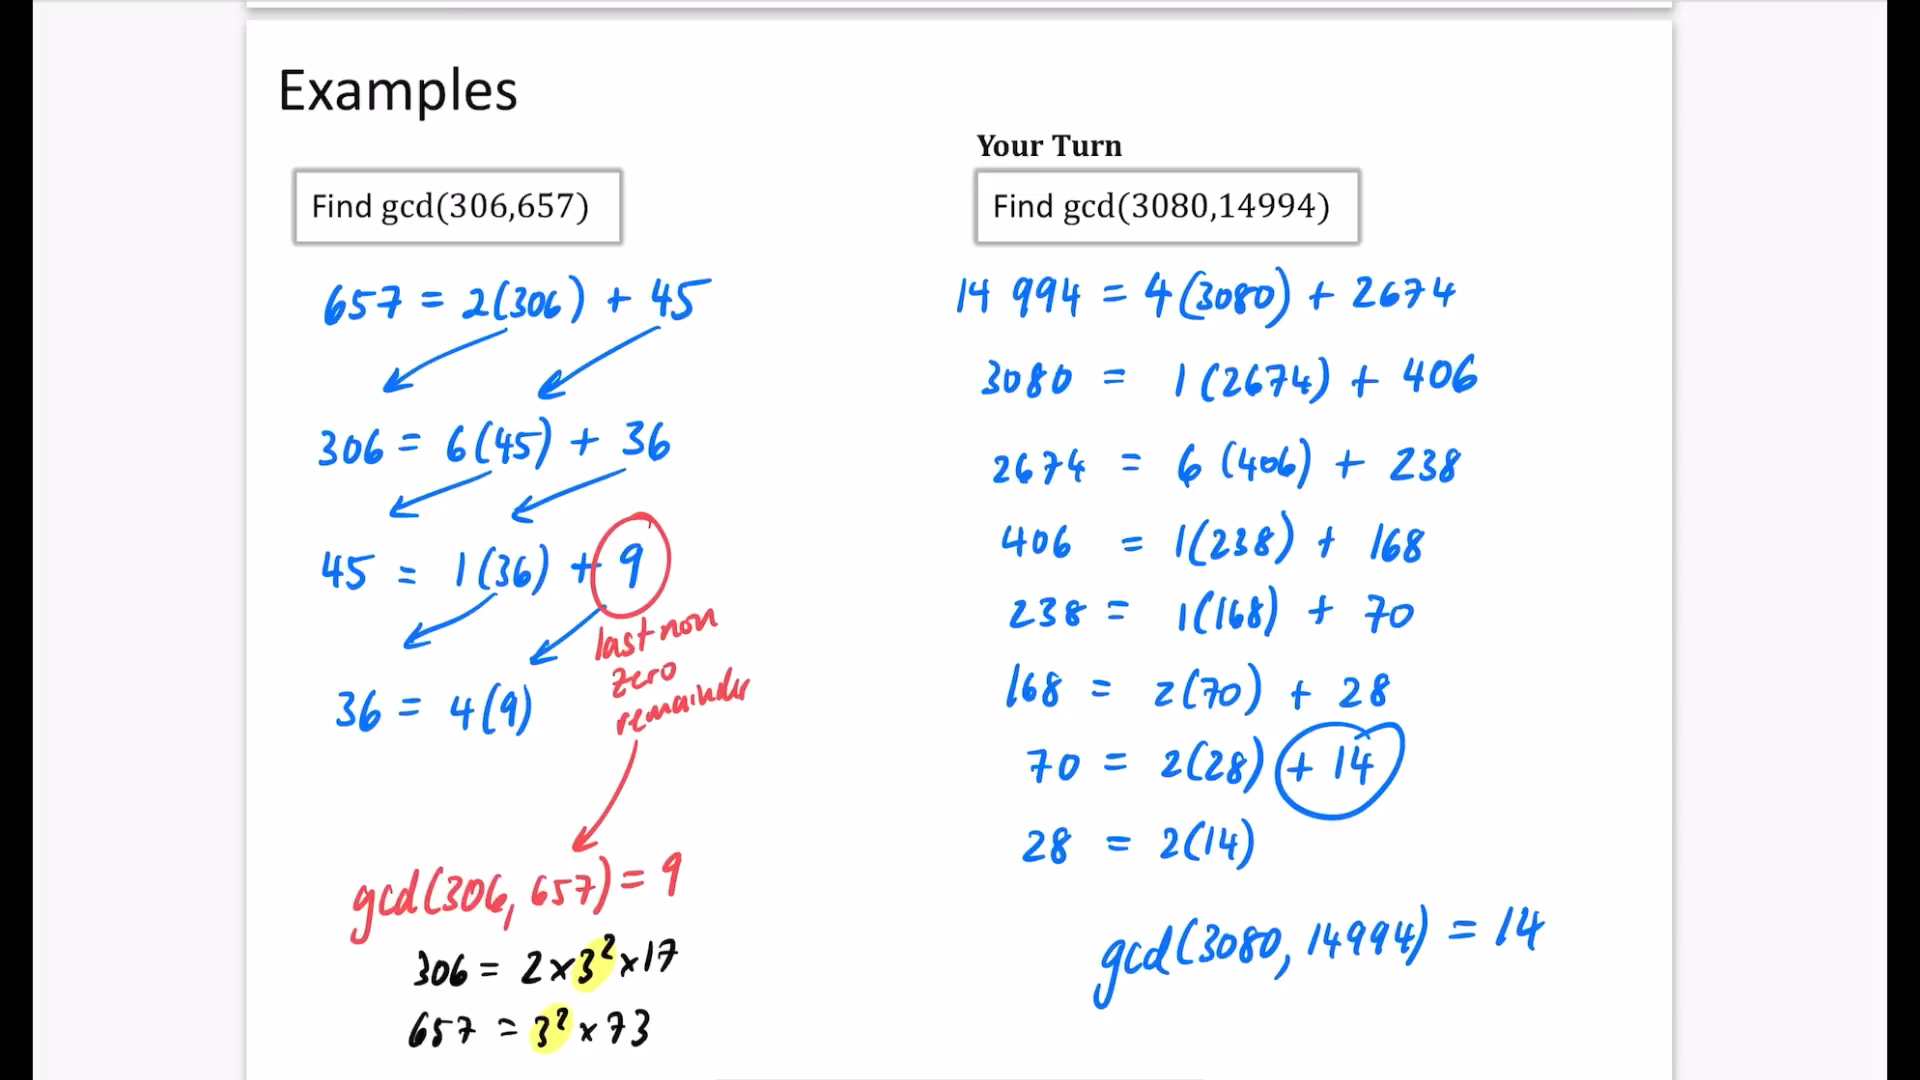 Examples
Find gcd(306,657)
657 = 2(306) + 45
306 = 6(45) + 36
45 = 1(36) + 9
last non
zero
remainder
36 = 4(9)
gcd(306, 657) = 9
306 = 2 × 3² × 17
657 = 3² × 73
Your Turn
Find gcd(3080,14994)
14 994 = 4(3080) + 2674
3080 = 1(2674) + 406
2674 = 6(406) + 238
406 = 1(238) + 168
238 = 1(168) + 70
168 = 2(70) + 28
70 = 2(28) + 14
28 = 2(14)
gcd(3080, 14994) = 14